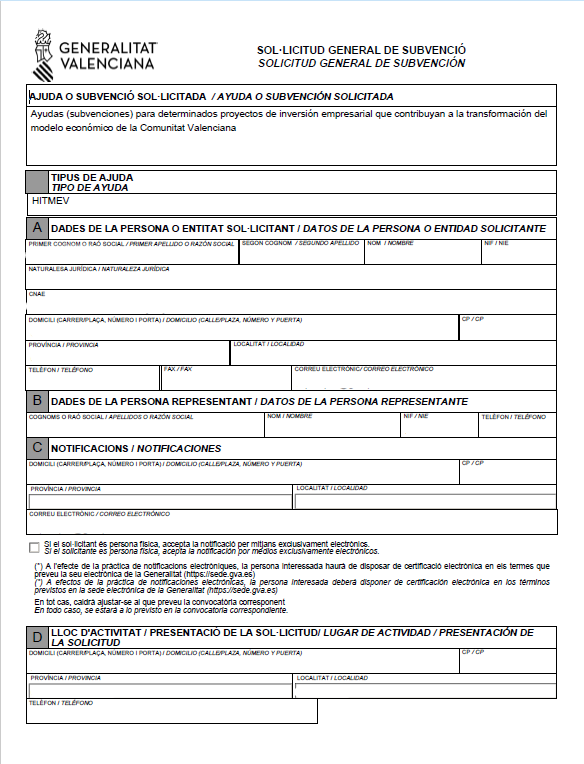 GENERALITAT
VALENCIANA
SOL·LICITUD GENERAL DE SUBVENCIÓ
SOLICITUD GENERAL DE SUBVENCIÓN
AJUDA O SUBVENCIÓ SOL·LICITADA / AYUDA O SUBVENCIÓN SOLICITADA
Ayudas (subvenciones) para determinados proyectos de inversión empresarial que contribuyan a la transformación del
modelo económico de la Comunitat Valenciana
TIPUS DE AJUDA
TIPO DE AYUDA
HITMEV
A DADES DE LA PERSONA O ENTITAT SOL·LICITANT / DATOS DE LA PERSONA O ENTIDAD SOLICITANTE
PRIMER COGNOM O RAÓ SOCIAL / PRIMER APELLIDO O RAZÓN SOCIAL SEGON COGNOM / SEGUNDO APELLIDO NOM / NOMBRE NIF / NIE
NATURALESA JURÍDICA / NATURALEZA JURÍDICA
CNAE
DOMICILI (CARRER/PLAÇA, NÚMERO I PORTA) / DOMICILIO (CALLE/PLAZA, NÚMERO Y PUERTA) CP / CP
PROVÍNCIA / PROVINCIA LOCALITAT / LOCALIDAD
TELÈFON / TELÉFONO FAX / FAX CORREU ELECTRÒNIC/ CORREO ELECTRÓNICO
B DADES DE LA PERSONA REPRESENTANT / DATOS DE LA PERSONA REPRESENTANTE
COGNOMS O RAÓ SOCIAL / APELLIDOS O RAZÓN SOCIAL NOM / NOMBRE NIF / NIE TELÈFON / TELÉFONO
C NOTIFICACIONS / NOTIFICACIONES
DOMICILI (CARRER/PLAÇA, NÚMERO I PORTA) / DOMICILIO (CALLE/PLAZA, NÚMERO Y PUERTA) CP / CP
PROVÍNCIA / PROVINCIA LOCALITAT / LOCALIDAD
CORREU ELECTRÒNIC / CORREO ELECTRÓNICO
Si el sol·licitant és persona física, accepta la notificació per mitjans exclusivament electrònics.
Si el solicitante es persona física, acepta la notificación por medios exclusivamente electrónicos.
(*) A l'efecte de la pràctica de notificacions electròniques, la persona interessada haurà de disposar de certificació electrònica en els termes que
preveu la seu electrònica de la Generalitat (https://sede.gva.es)
(*) A efectos de la práctica de notificaciones electrónicas, la persona interesada deberá disponer de certificación electrónica en los términos
previstos en la sede electrónica de la Generalitat (https://sede.gva.es)
En tot cas, caldrà ajustar-se al que preveu la convocatòria corresponent
En todo caso, se estará a lo previsto en la convocatoria correspondiente.
D LLOC D'ACTIVITAT / PRESENTACIÓ DE LA SOL·LICITUD/ LUGAR DE ACTIVIDAD / PRESENTACIÓN DE
LA SOLICITUD
DOMICILI (CARRER/PLAÇA, NÚMERO I PORTA) / DOMICILIO (CALLE/PLAZA, NÚMERO Y PUERTA) CP / CP
PROVÍNCIA / PROVINCIA LOCALITAT / LOCALIDAD
TELÈFON / TELÉFONO